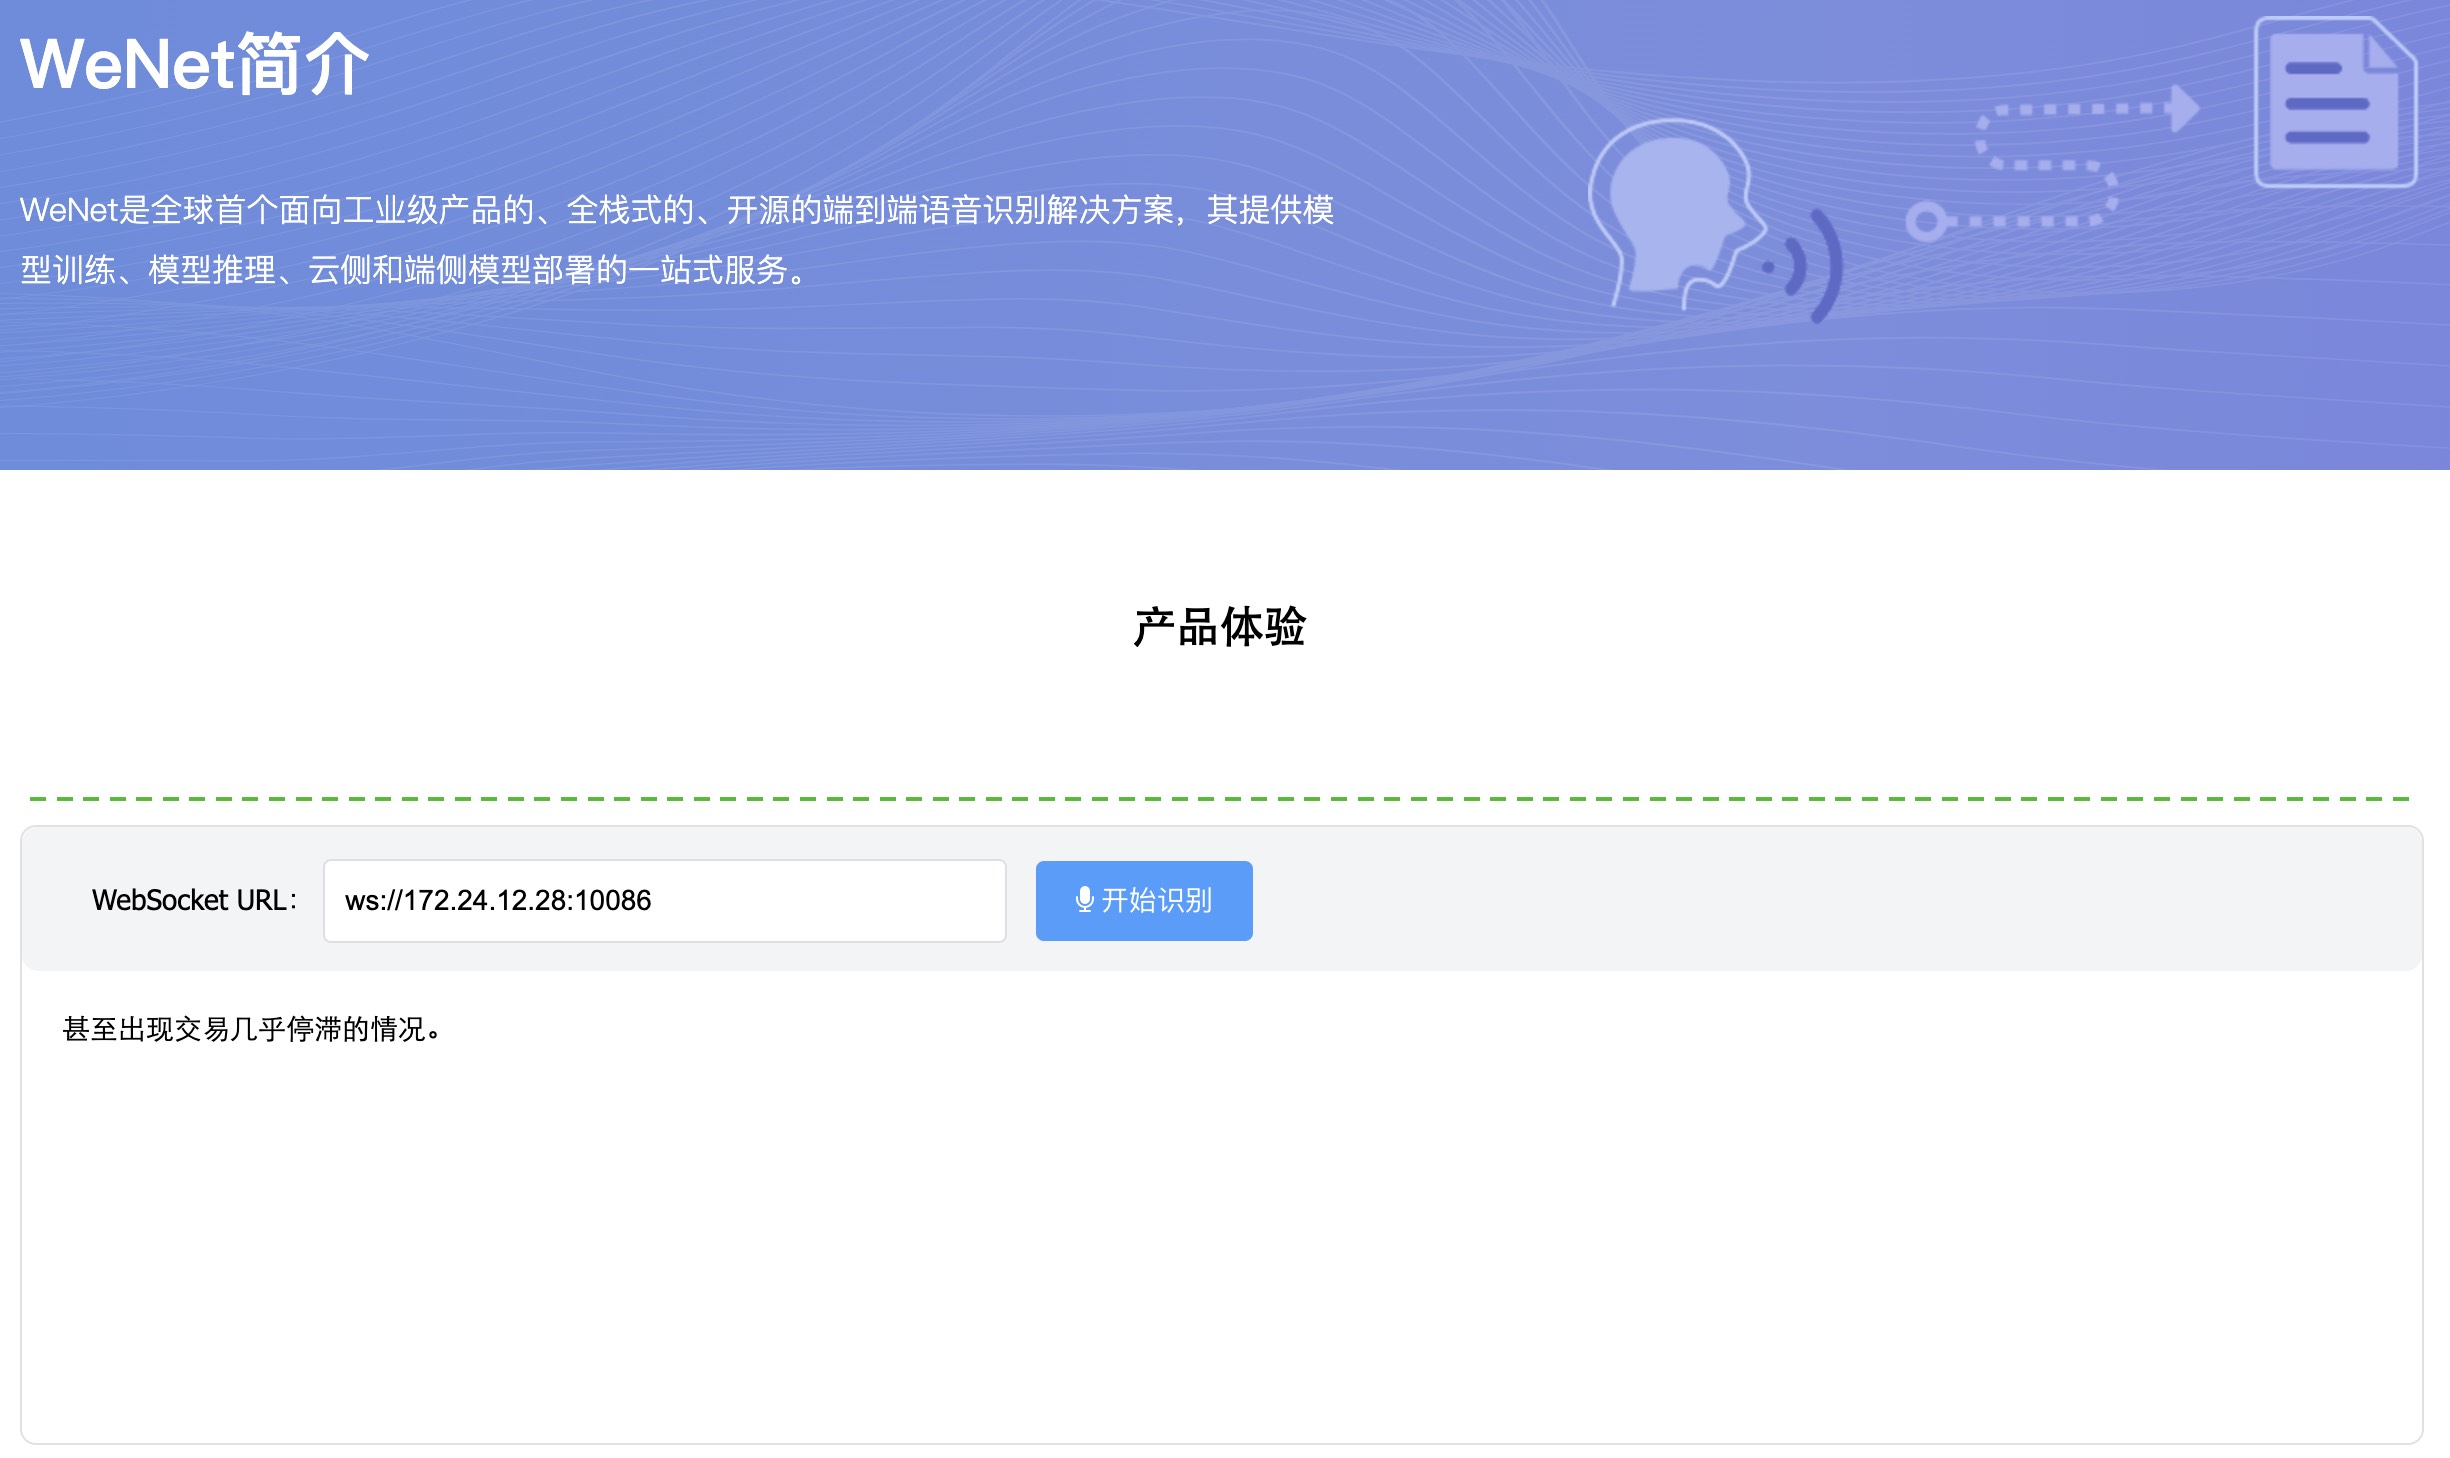 WeNet简介
WeNet是全球首个面向工业级产品的、全栈式的、开源的端到端语音识别解决方案，其提供模
型训练、模型推理、云侧和端侧模型部署的一站式服务。
产品体验
WebSocket URL： ws://172.24.12.28:10086 开始识别
甚至出现交易几乎停滞的情况。